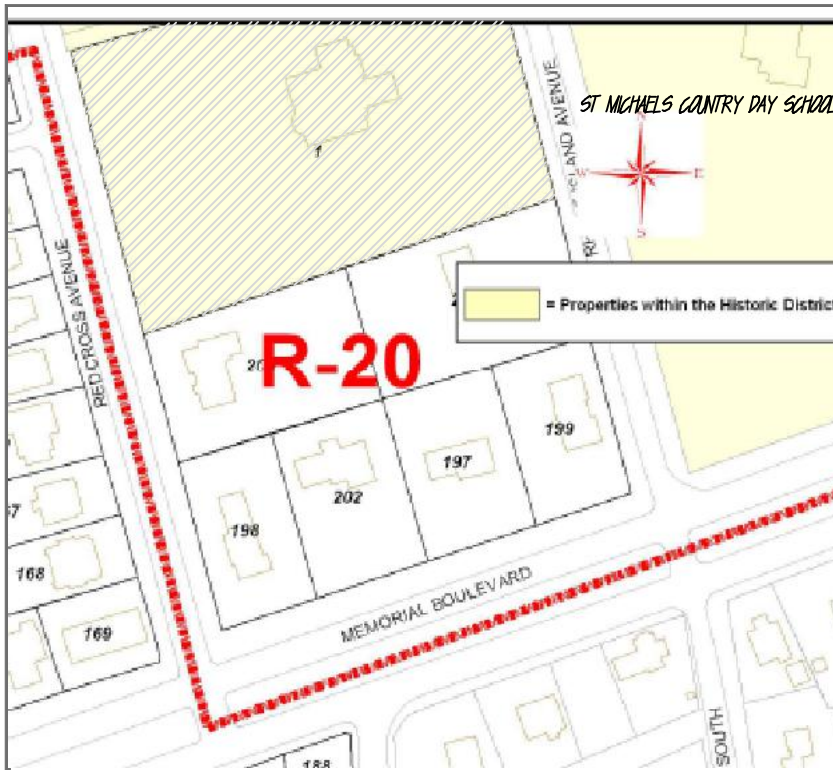 ST MICHAELS COUNTRY DAY SCHOOL
N
W E
S
1
RED CROSS AVENUE
AVENUE
= Properties within the Historic District
R-20
199
197
202
198
168
169
MEMORIAL BOULEVARD
SOUTH
188